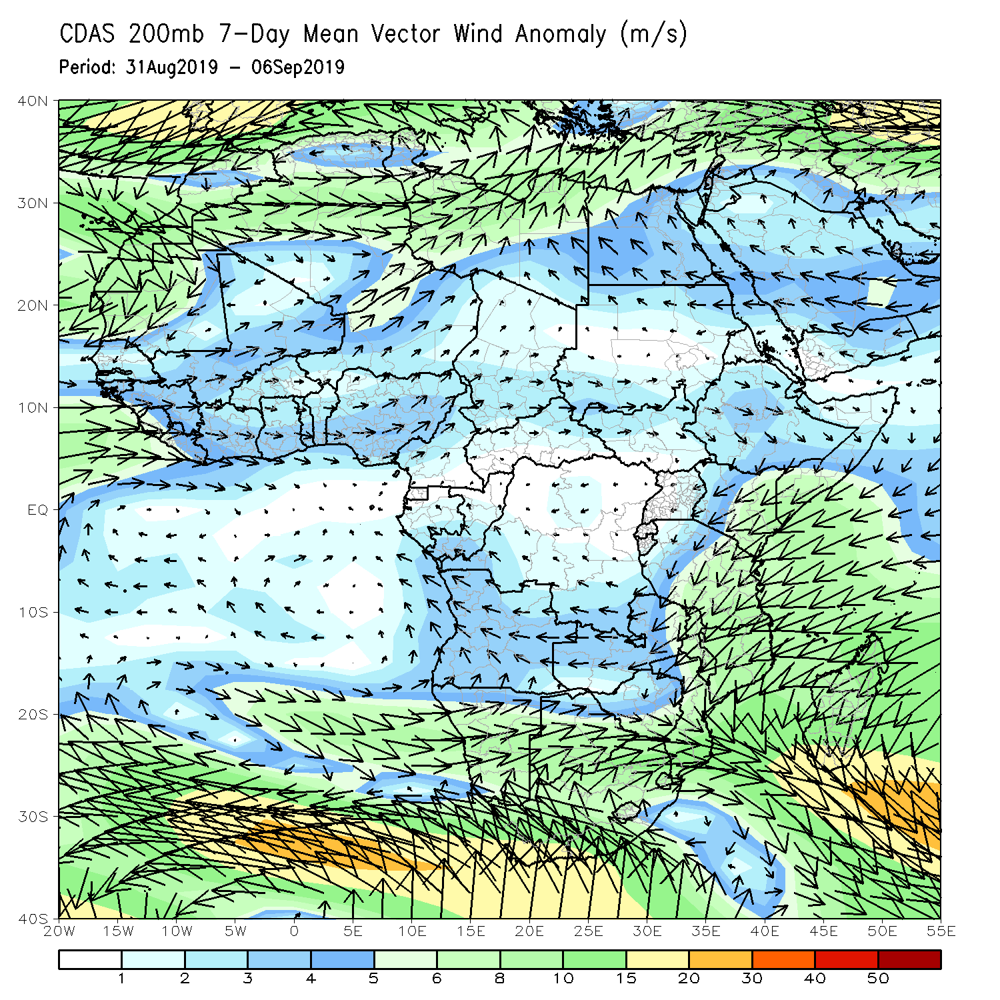 CDAS 200mb 7-Day Mean Vector Wind Anomaly (m/s)
Period: 31Aug2019 - 06Sep2019
40N
30N
20N
10N
EQ
10S
20S
30S
40S
20W 15W 10W 5W 0 5E 10E 15E 20E 25E 30E 35E 40E 45E 50E 55E
1 2 3 4 5 6 8 10 15 20 30 40 50